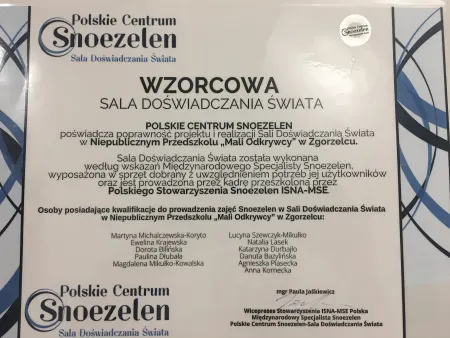 Polskie Centrum
Snoezelen
Sala Doświadczania Świata
WZORCOWA
SALA DOŚWIADCZANIA ŚWIATA
POLSKIE CENTRUM SNOEZELEN
poświadcza poprawność projektu i realizacji Sali Doświadczania Świata
w Niepublicznym Przedszkolu „Mali Odkrywcy” w Zgorzelcu.
Sala Doświadczania Świata została wykonana
według wskazań Międzynarodowego Specjalisty Snoezelen,
wyposażona w sprzęt dobrany z uwzględnieniem potrzeb jej użytkowników
oraz jest prowadzona przez kadrę przeszkoloną przez
Polskiego Stowarzyszenia Snoezelen ISNA-MSE.
Osoby posiadające kwalifikacje do prowadzenia zajęć Snoezelen w Sali Doświadczania Świata
w Niepublicznym Przedszkolu „Mali Odkrywcy” w Zgorzelcu:
Martyna Michalczewska-Koryto
Ewelina Krajewska
Dorota Bilińska
Paulina Dłubała
Magdalena Mikulko-Kowalska
Lucyna Szewczyk-Mikulko
Natalia Lasek
Katarzyna Durbajło
Danuta Bazylińska
Agnieszka Piasecka
Anna Kornecka
mgr Paula Jaśkiewicz
Wiceprezes Stowarzyszenia ISNA-MSE Polska
Międzynarodowy Specjalista Snoezelen
Polskie Centrum Snoezelen-Sala Doświadczania Świata
Polskie Centrum
Snoezelen
Sala Doświadczania Świata